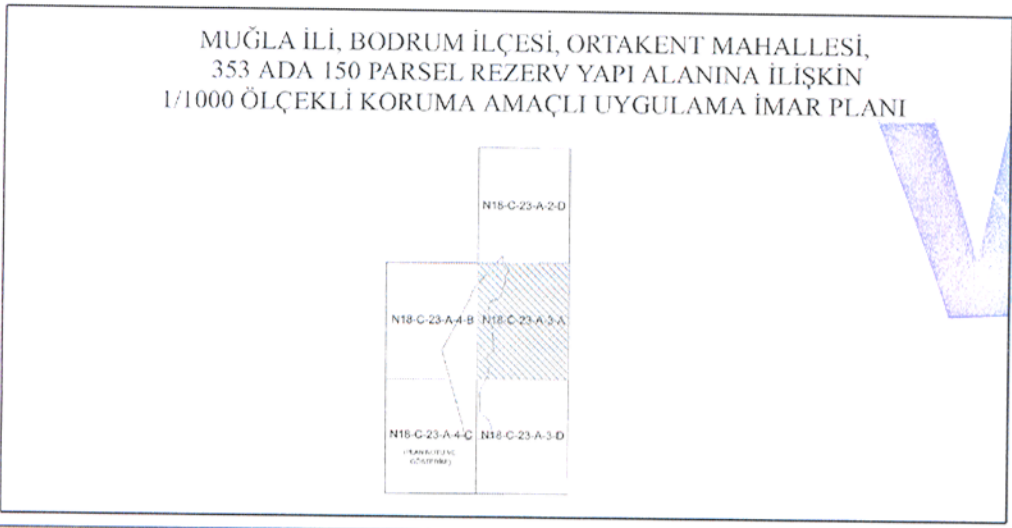 MUĞLA İLİ, BODRUM İLÇESİ, ORTAKENT MAHALLESİ,
353 ADA 150 PARSEL REZERV YAPI ALANINA İLİŞKİN
1/1000 ÖLÇEKLİ KORUMA AMAÇLI UYGULAMA İMAR PLANI
N18-C-23-A-2-D
N18-C-23-A-4-B
N18-C-23-A-3-A
N18-C-23-A-4-C
N18-C-23-A-3-D